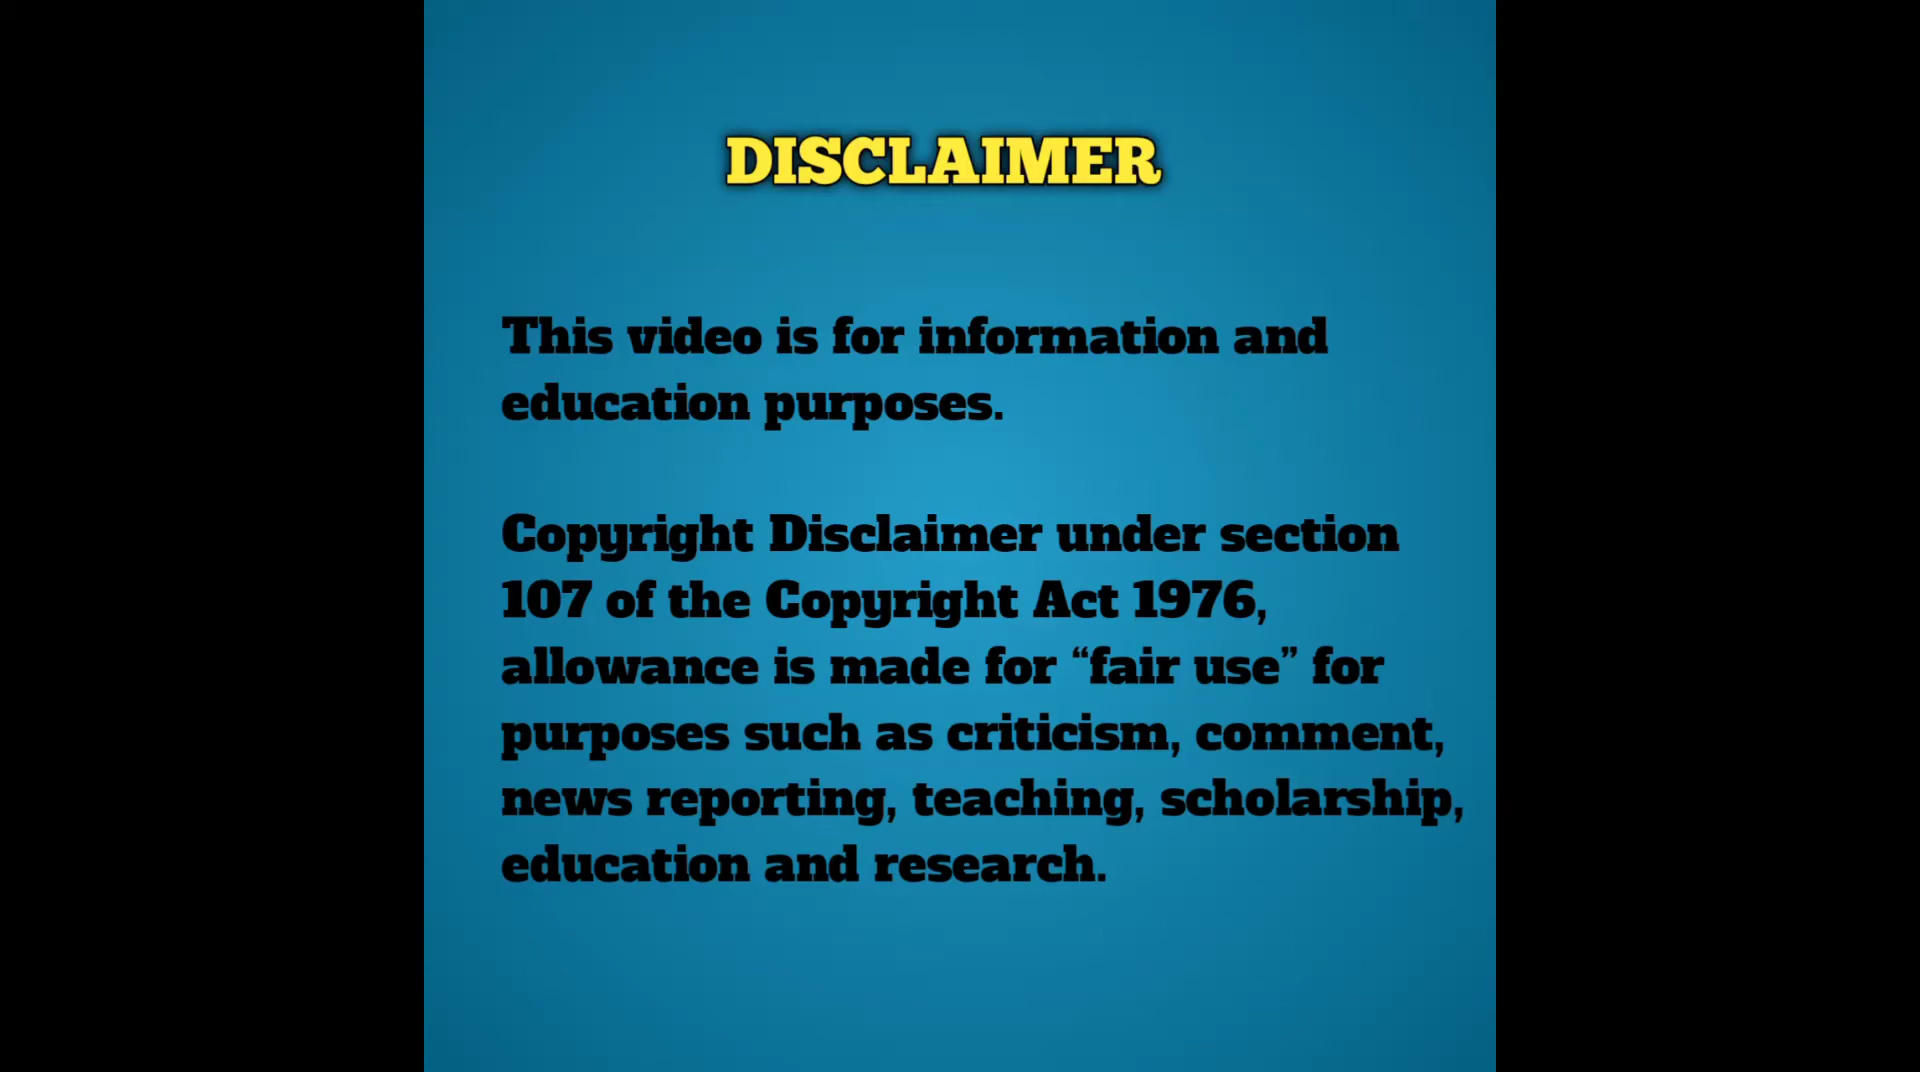 DISCLAIMER
This video is for information and
education purposes.
Copyright Disclaimer under section
107 of the Copyright Act 1976,
allowance is made for “fair use” for
purposes such as criticism, comment,
news reporting, teaching, scholarship,
education and research.